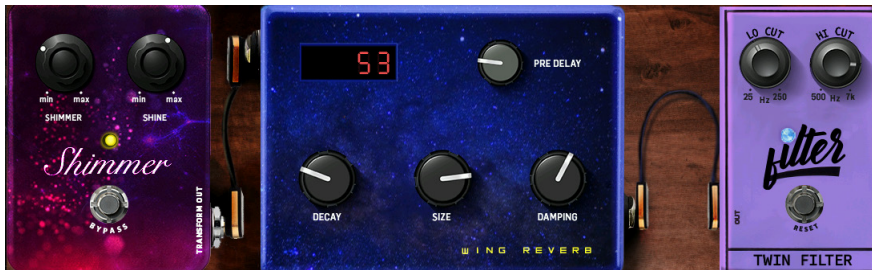 min max
SHIMMER
min max
SHINE
Shimmer
BYPASS
TRANSFORM OUT
53
PRE DELAY
DECAY
SIZE
DAMPING
WING REVERB
LO CUT
25 Hz 250
HI CUT
500 Hz 7k
filter
RESET
OUT
TWIN FILTER